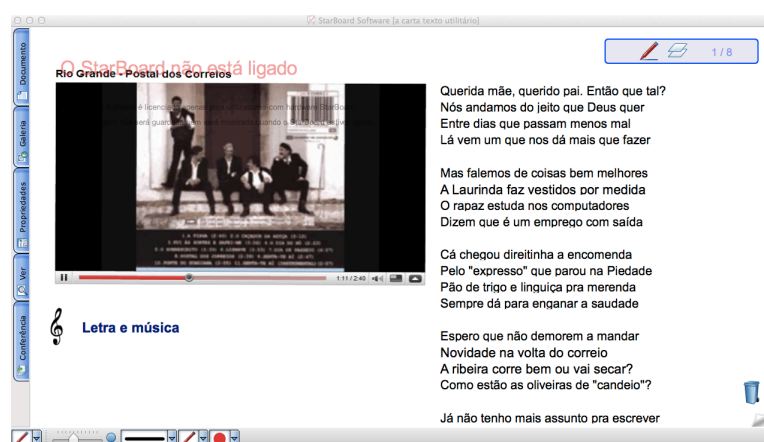 StarBoard Software [a carta texto utilitário]
Documento
Galeria
Propriedades
Ver
Conferência
O StarBoard não está ligado
Rio Grande - Postal dos Correios
1:11 / 2:40
Letra e música
1 / 8
Querida mãe, querido pai. Então que tal?
Nós andamos do jeito que Deus quer
Entre dias que passam menos mal
Lá vem um que nos dá mais que fazer
Mas falemos de coisas bem melhores
A Laurinda faz vestidos por medida
O rapaz estuda nos computadores
Dizem que é um emprego com saída
Cá chegou direitinha a encomenda
Pelo "expresso" que parou na Piedade
Pão de trigo e linguiça pra merenda
Sempre dá para enganar a saudade
Espero que não demorem a mandar
Novidade na volta do correio
A ribeira corre bem ou vai secar?
Como estão as oliveiras de "candeio"?
Já não tenho mais assunto pra escrever